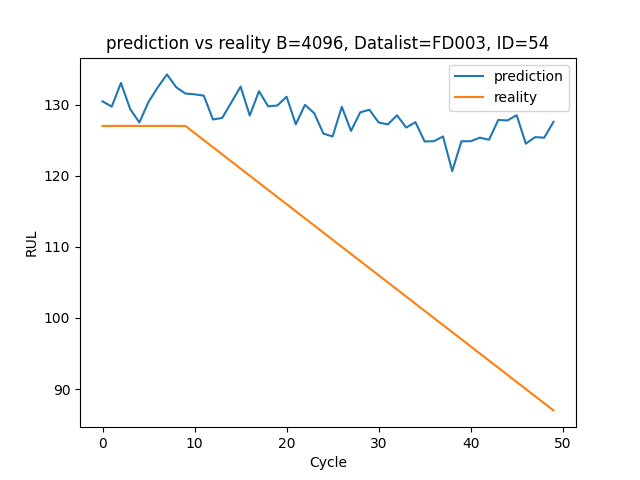 prediction vs reality B=4096, Datalist=FD003, ID=54
prediction
reality
130
120
110
100
90
RUL
0 10 20 30 40 50
Cycle